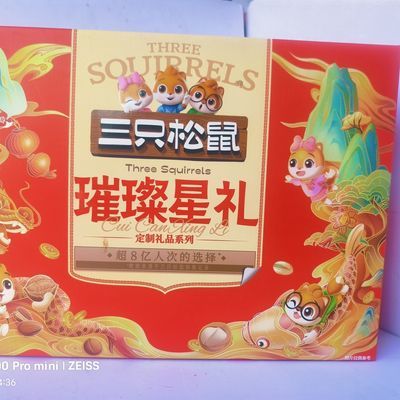 THREE
SQUIRRELS
三只松鼠
Three Squirrels
璀璨星礼
Cui Can Xing Li
定制礼品系列
超8亿人次的选择
00 Pro mini | ZEISS
4:36